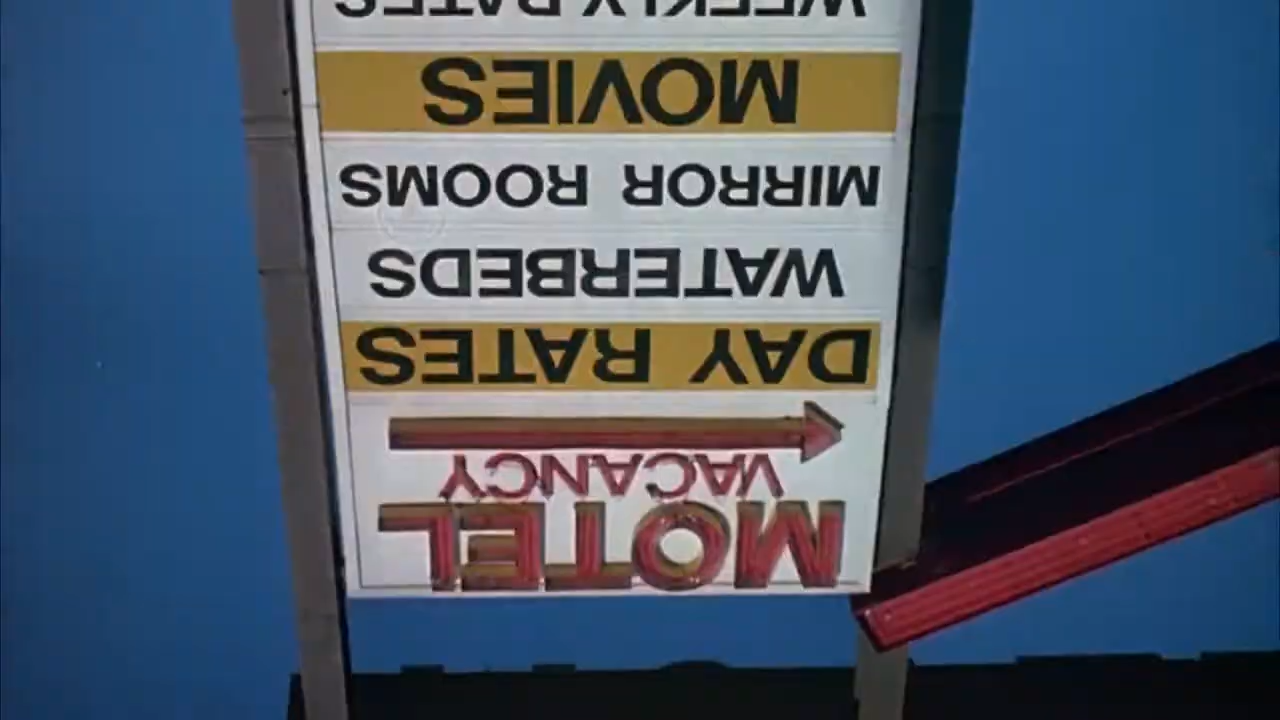 MOTEL
VACANCY
DAY RATES
WATERBEDS
MIRROR ROOMS
MOVIES
WEEKLY RATES